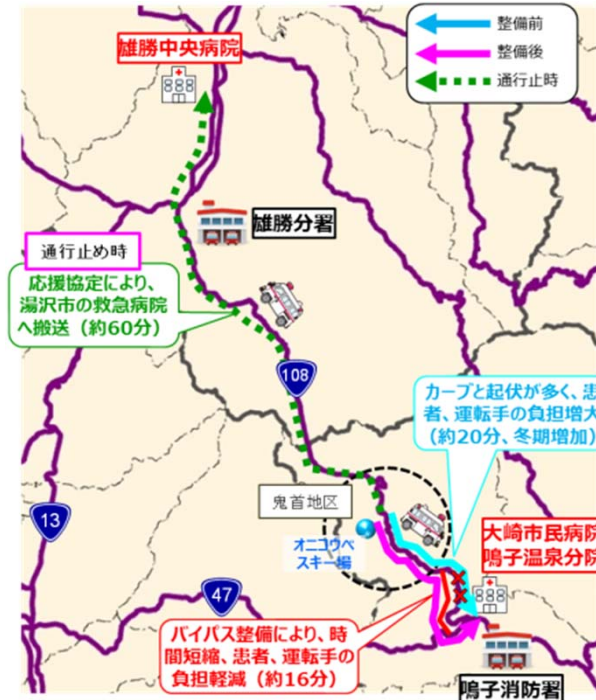 整備前
整備後
通行止時
雄勝中央病院
雄勝分署
通行止め時
応援協定により、
湯沢市の救急病院
へ搬送（約60分）
108
カーブと起伏が多く、患
者、運転手の負担増大
（約20分、冬期増加）
鬼首地区
オニコウベ
スキー場
13
大崎市民病院
鳴子温泉分院
47
バイパス整備により、時
間短縮、患者、運転手の
負担軽減（約16分）
鳴子消防署